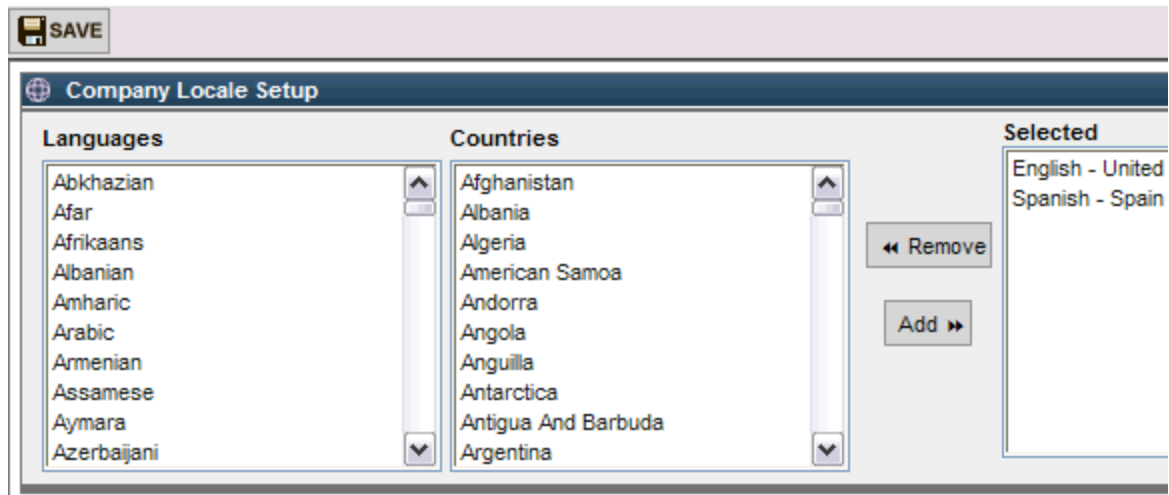 SAVE
Company Locale Setup
Languages
Abkhazian
Afar
Afrikaans
Albanian
Amharic
Arabic
Armenian
Assamese
Aymara
Azerbaijani
Countries
Afghanistan
Albania
Algeria
American Samoa
Andorra
Angola
Anguilla
Antarctica
Antigua And Barbuda
Argentina
Remove
Add
Selected
English - United
Spanish - Spain